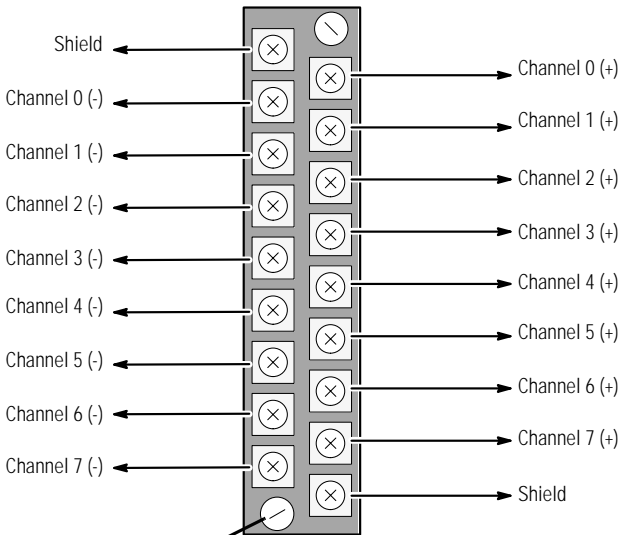 Shield
Channel 0 (-)
Channel 1 (-)
Channel 2 (-)
Channel 3 (-)
Channel 4 (-)
Channel 5 (-)
Channel 6 (-)
Channel 7 (-)
Channel 0 (+)
Channel 1 (+)
Channel 2 (+)
Channel 3 (+)
Channel 4 (+)
Channel 5 (+)
Channel 6 (+)
Channel 7 (+)
Shield